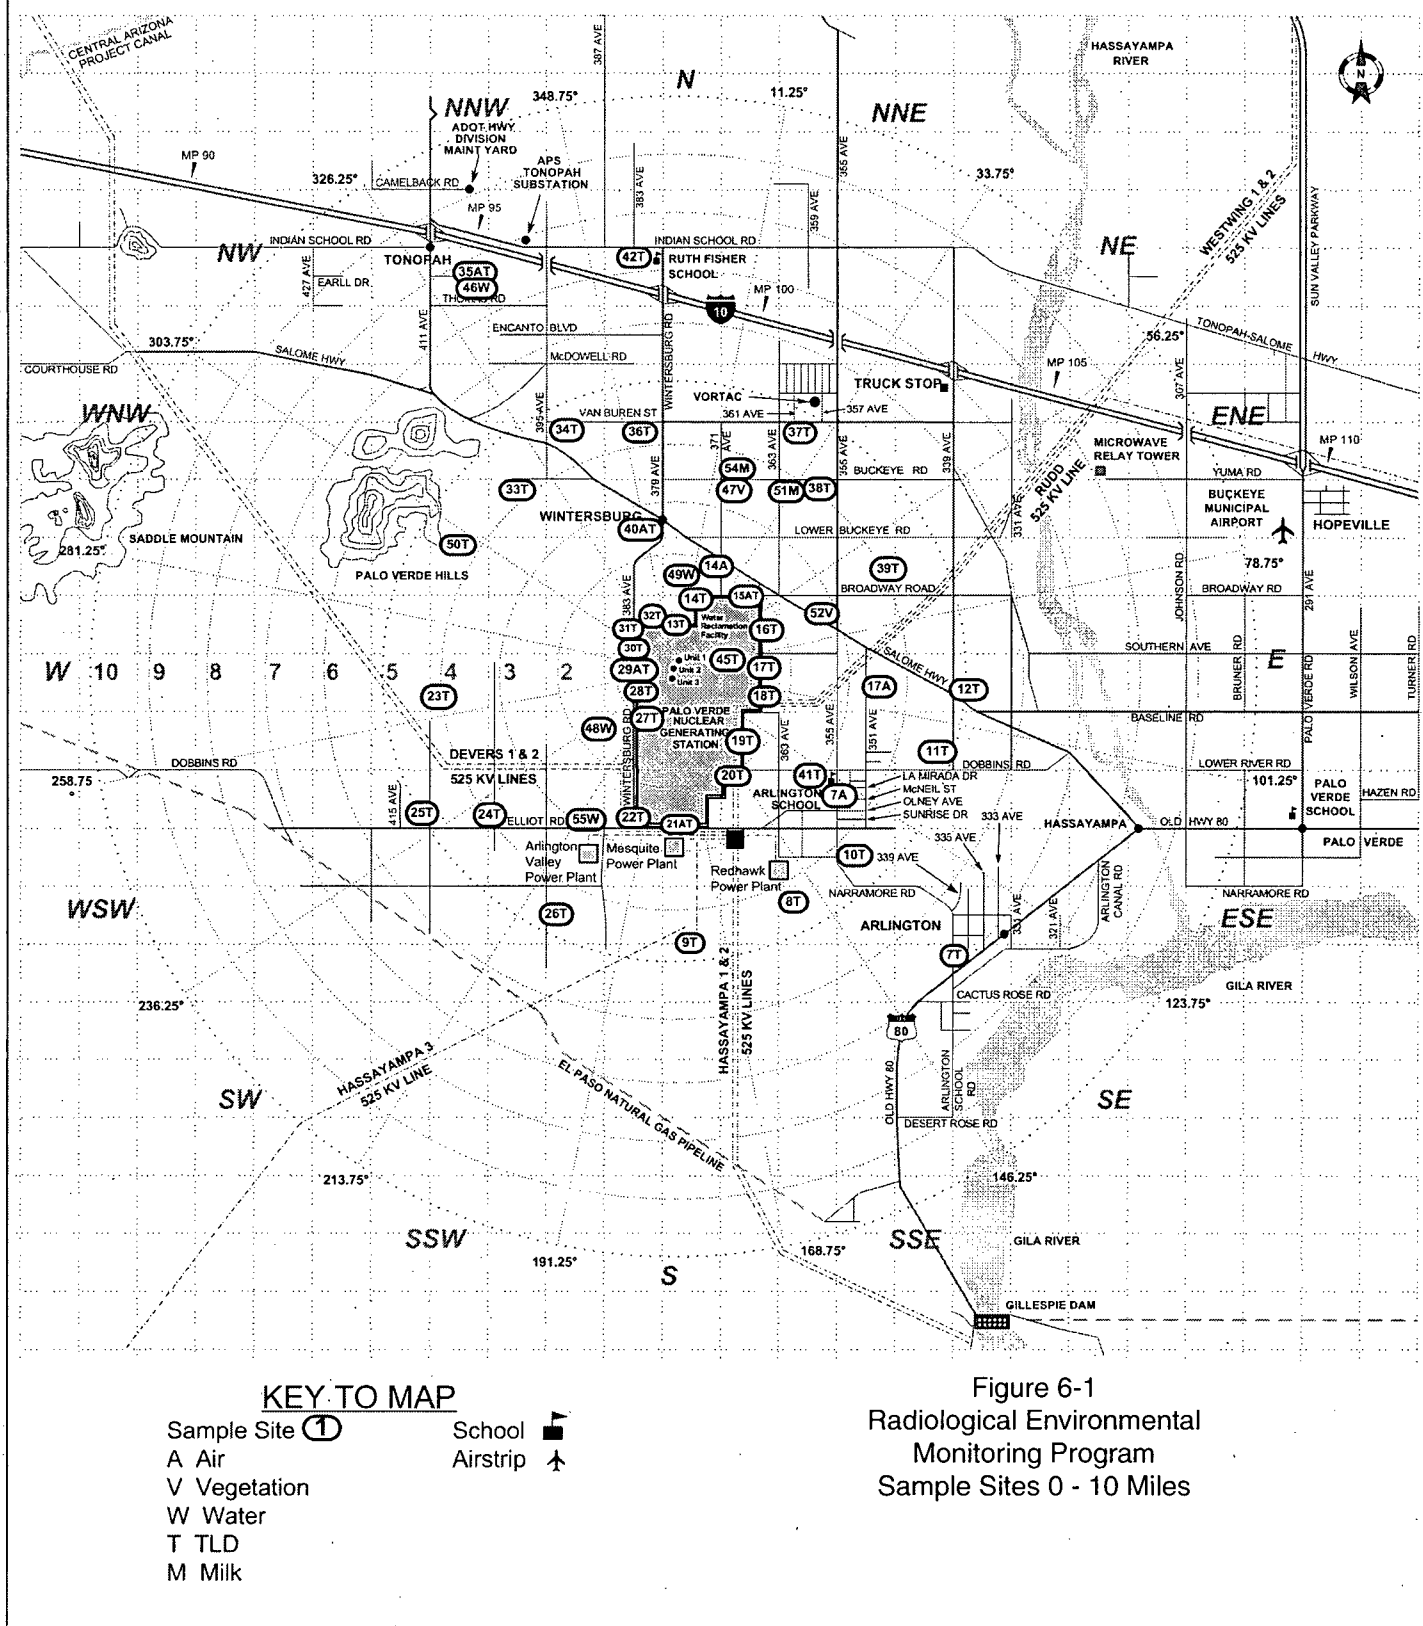 CENTRAL ARIZONA
PROJECT CANAL
387 AVE
N
HASSAYAMPA
RIVER
N
NNW
348.75°
11.25°
NNE
ADOT HWY
DIVISION
MAINT YARD
APS
TONOPAH
SUBSTATION
355 AVE
MP 90
326.25°
CAMELBACK RD
383 AVE
359 AVE
33.75°
MP 95
WESTWING 1 & 2
525 KV LINES
SUN VALLEY PARKWAY
NW
INDIAN SCHOOL RD
INDIAN SCHOOL RD
NE
TONOPAH
42T
RUTH FISHER
SCHOOL
427 AVE
EARLL DR
35AT
46W
MP 100
10
411 AVE
ENCANTO BLVD
WINTERSBURG RD
TONOPAH-SALOME HWY
303.75°
SALOME HWY
56.25°
COURTHOUSE RD
McDOWELL RD
MP 105
307 AVE
TRUCK STOP
VORTAC
WNW
395 AVE
VAN BUREN ST
361 AVE
357 AVE
ENE
34T
36T
371 AVE
363 AVE
37T
355 AVE
339 AVE
MICROWAVE
RELAY TOWER
MP 110
379 AVE
54M
BUCKEYE RD
YUMA RD
33T
47V
51M
38T
RUDD
525 KV LINE
331 AVE
BUCKEYE
MUNICIPAL
AIRPORT
HOPEVILLE
WINTERSBURG
40AT
LOWER BUCKEYE RD
SADDLE MOUNTAIN
281.25°
50T
PALO VERDE HILLS
14A
39T
78.75°
49W
BROADWAY ROAD
JOHNSON RD
BROADWAY RD
291 AVE
383 AVE
14T
15AT
52V
32T
13T
Water
Reclamation
Facility
31T
16T
30T
SOUTHERN AVE
BRUNER RD
PALO VERDE RD
WILSON AVE
TURNER RD
W
10
9
8
7
6
5
4
3
2
29AT
Unit 1
Unit 2
Unit 3
45T
17T
SALOME HWY
E
23T
28T
18T
17A
12T
48W
27T
PALO VERDE
NUCLEAR
GENERATING
STATION
363 AVE
355 AVE
351 AVE
BASELINE RD
WINTERSBURG RD
19T
DEVERS 1 & 2
525 KV LINES
11T
258.75
DOBBINS RD
20T
41T
DOBBINS RD
LOWER RIVER RD
LA MIRADA DR
101.25°
415 AVE
ARLINGTON
SCHOOL
7A
McNEIL ST
OLNEY AVE
SUNRISE DR
PALO
VERDE
SCHOOL
HAZEN RD
25T
24T
ELLIOT RD
55W
22T
21AT
333 AVE
HASSAYAMPA
OLD HWY 80
PALO VERDE
Arlington
Valley
Power Plant
Mesquite
Power Plant
335 AVE
10T
339 AVE
Redhawk
Power Plant
NARRAMORE RD
ARLINGTON
CANAL RD
NARRAMORE RD
WSW
8T
26T
ARLINGTON
331 AVE
321 AVE
ESE
9T
7T
HASSAYAMPA 1 & 2
525 KV LINES
GILA RIVER
236.25°
CACTUS ROSE RD
123.75°
80
HASSAYAMPA 3
525 KV LINE
EL PASO NATURAL GAS PIPELINE
OLD HWY 80
ARLINGTON
SCHOOL
RD
SW
SE
DESERT ROSE RD
213.75°
146.25°
SSW
SSE
GILA RIVER
191.25°
168.75°
S
GILLESPIE DAM
KEY TO MAP
Sample Site 1
School
A Air
Airstrip
V Vegetation
W Water
T TLD
M Milk
Figure 6-1
Radiological Environmental
Monitoring Program
Sample Sites 0 - 10 Miles